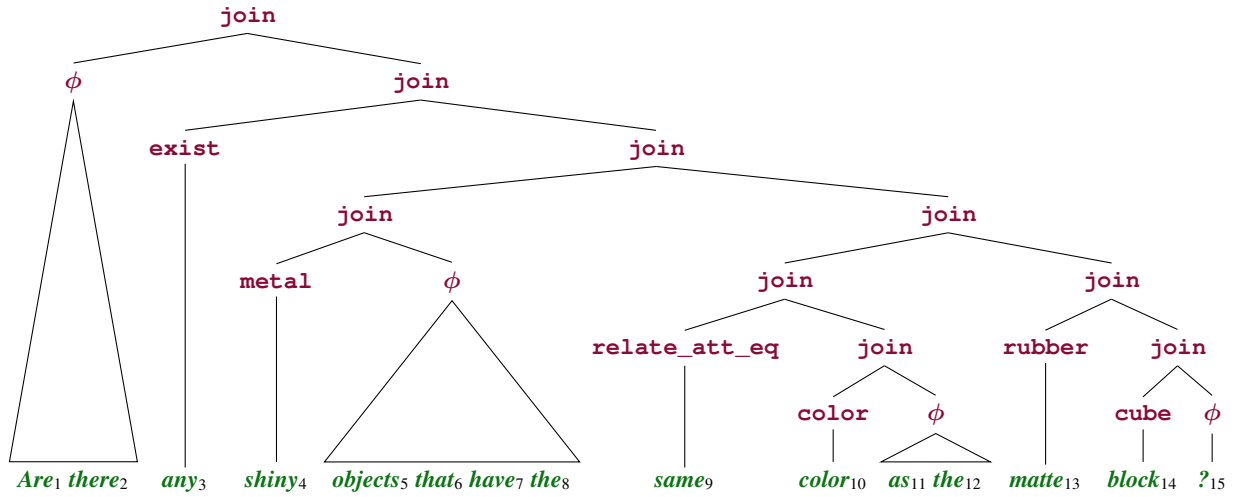 join
ϕ join
exist join
join join
metal ϕ join join
relate_att_eq join rubber join
color ϕ cube ϕ
Are₁ there₂ any₃ shiny₄ objects₅ that₆ have₇ the₈ same₉ color₁₀ as₁₁ the₁₂ matte₁₃ block₁₄ ?₁₅